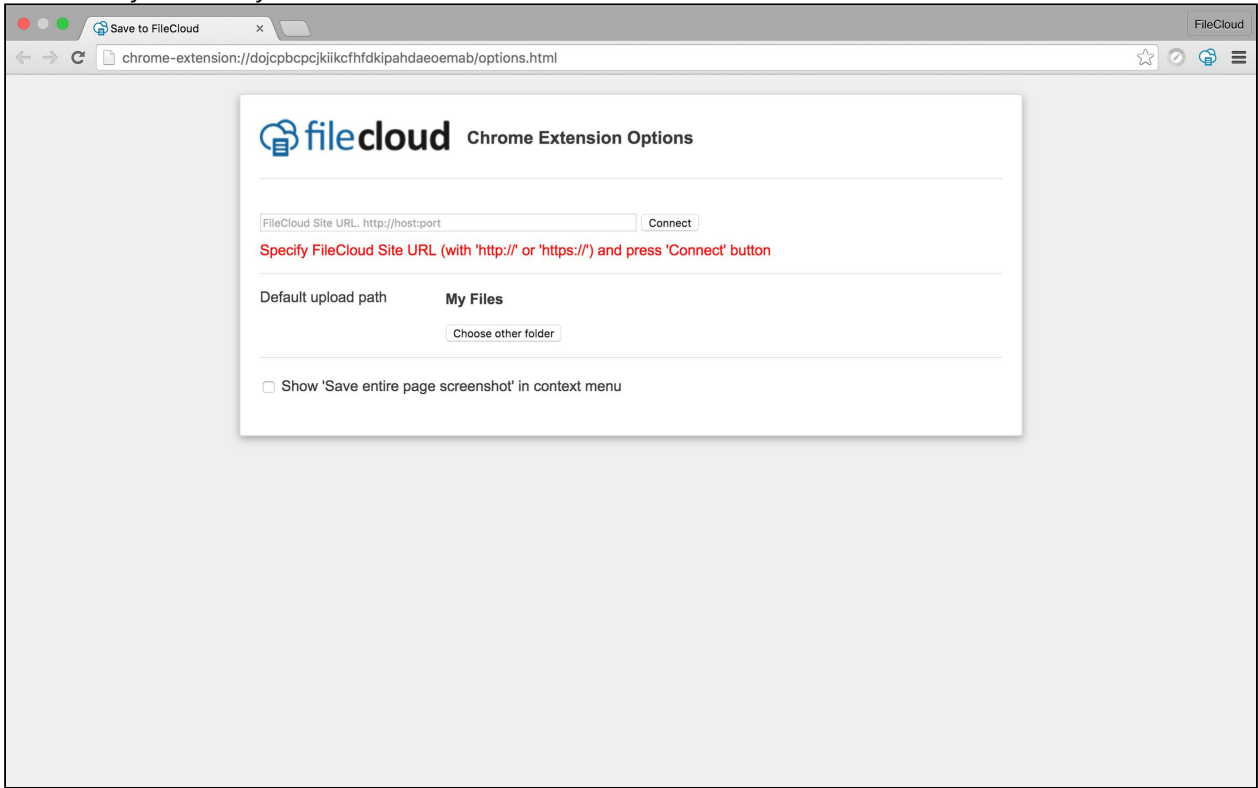 Save to FileCloud
FileCloud
chrome-extension://dojcpbcpcjkiikcfhfdkipahdaeoemab/options.html
filecloud Chrome Extension Options
FileCloud Site URL. http://host:port Connect
Specify FileCloud Site URL (with 'http://' or 'https://') and press 'Connect' button
Default upload path My Files
Choose other folder
Show 'Save entire page screenshot' in context menu